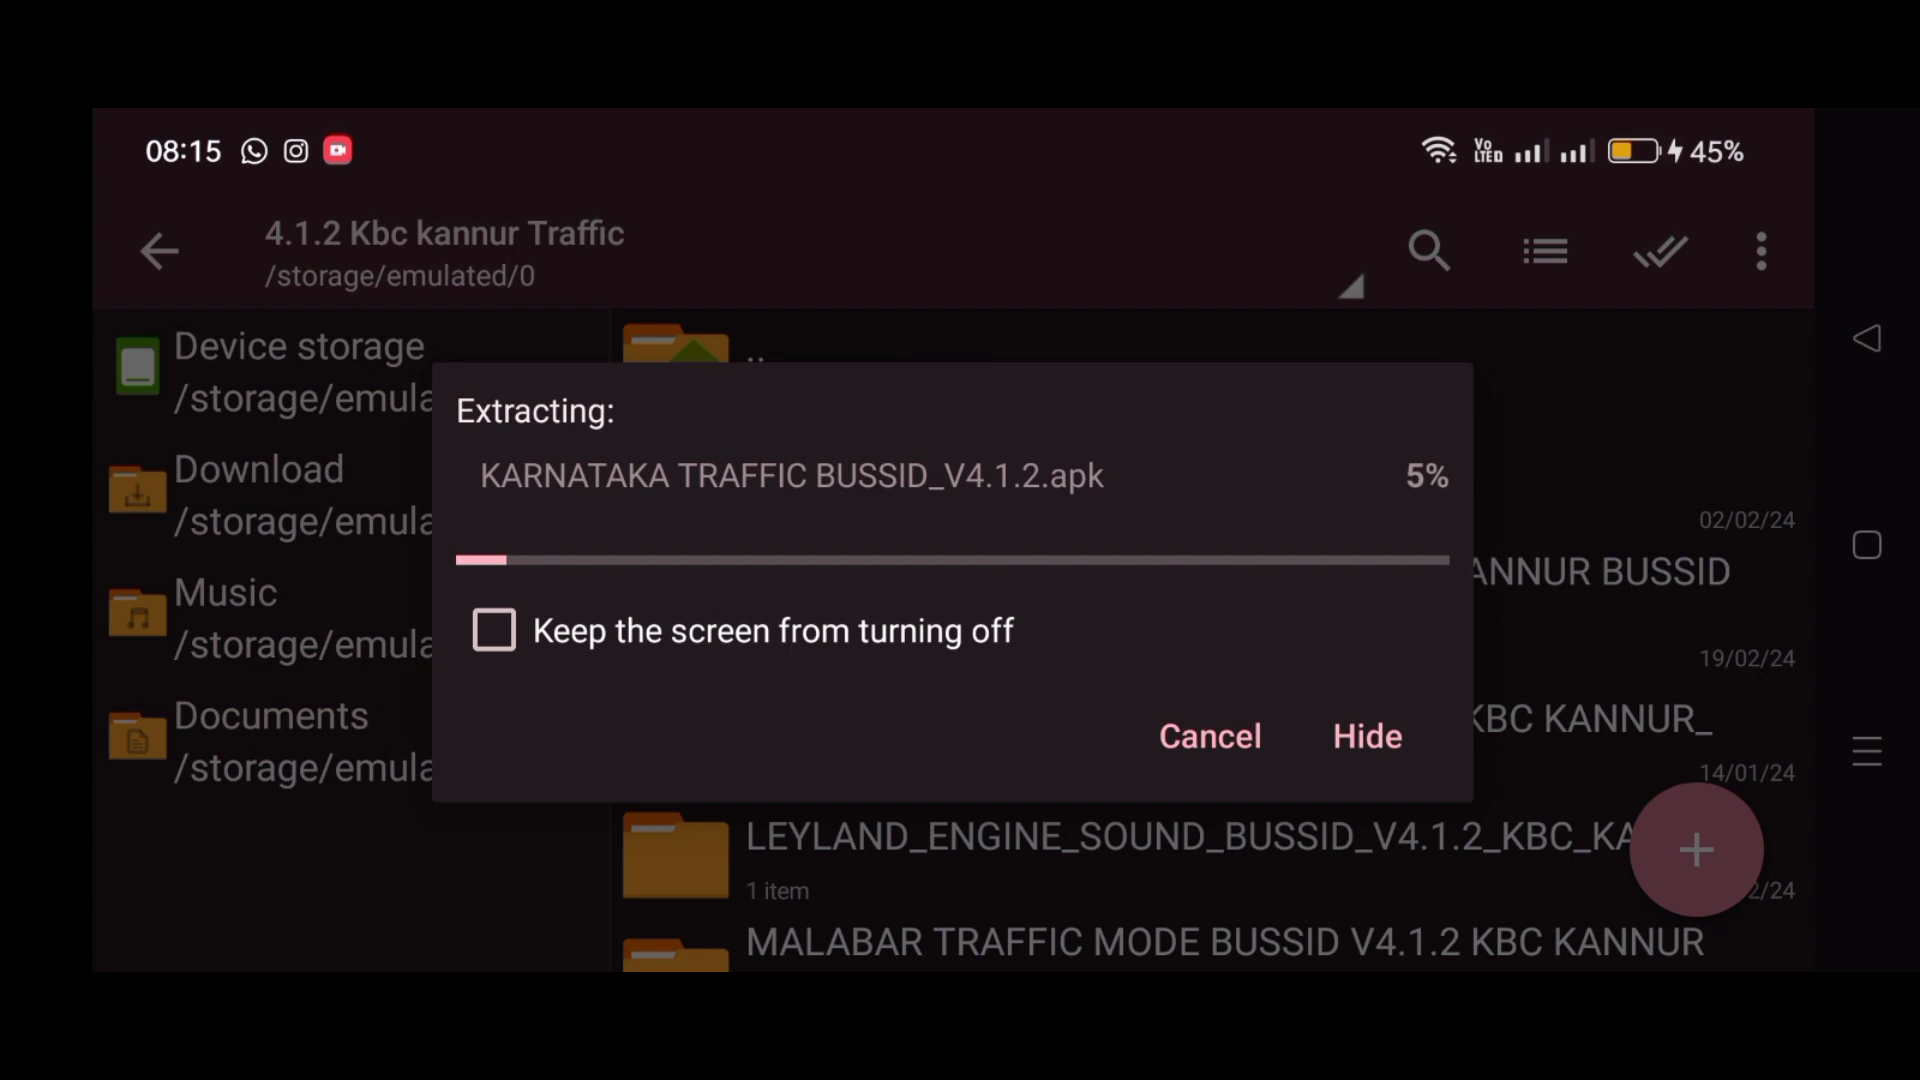 08:15
Vo LTED
45%
4.1.2 Kbc kannur Traffic
/storage/emulated/0
Device storage
/storage/emula
Download
/storage/emula
Music
/storage/emula
Documents
/storage/emula
..
Extracting:
KARNATAKA TRAFFIC BUSSID_V4.1.2.apk 5%
Keep the screen from turning off
Cancel Hide
02/02/24
ANNUR BUSSID
19/02/24
KBC KANNUR_
14/01/24
LEYLAND_ENGINE_SOUND_BUSSID_V4.1.2_KBC_KA
1 item
2/24
MALABAR TRAFFIC MODE BUSSID V4.1.2 KBC KANNUR